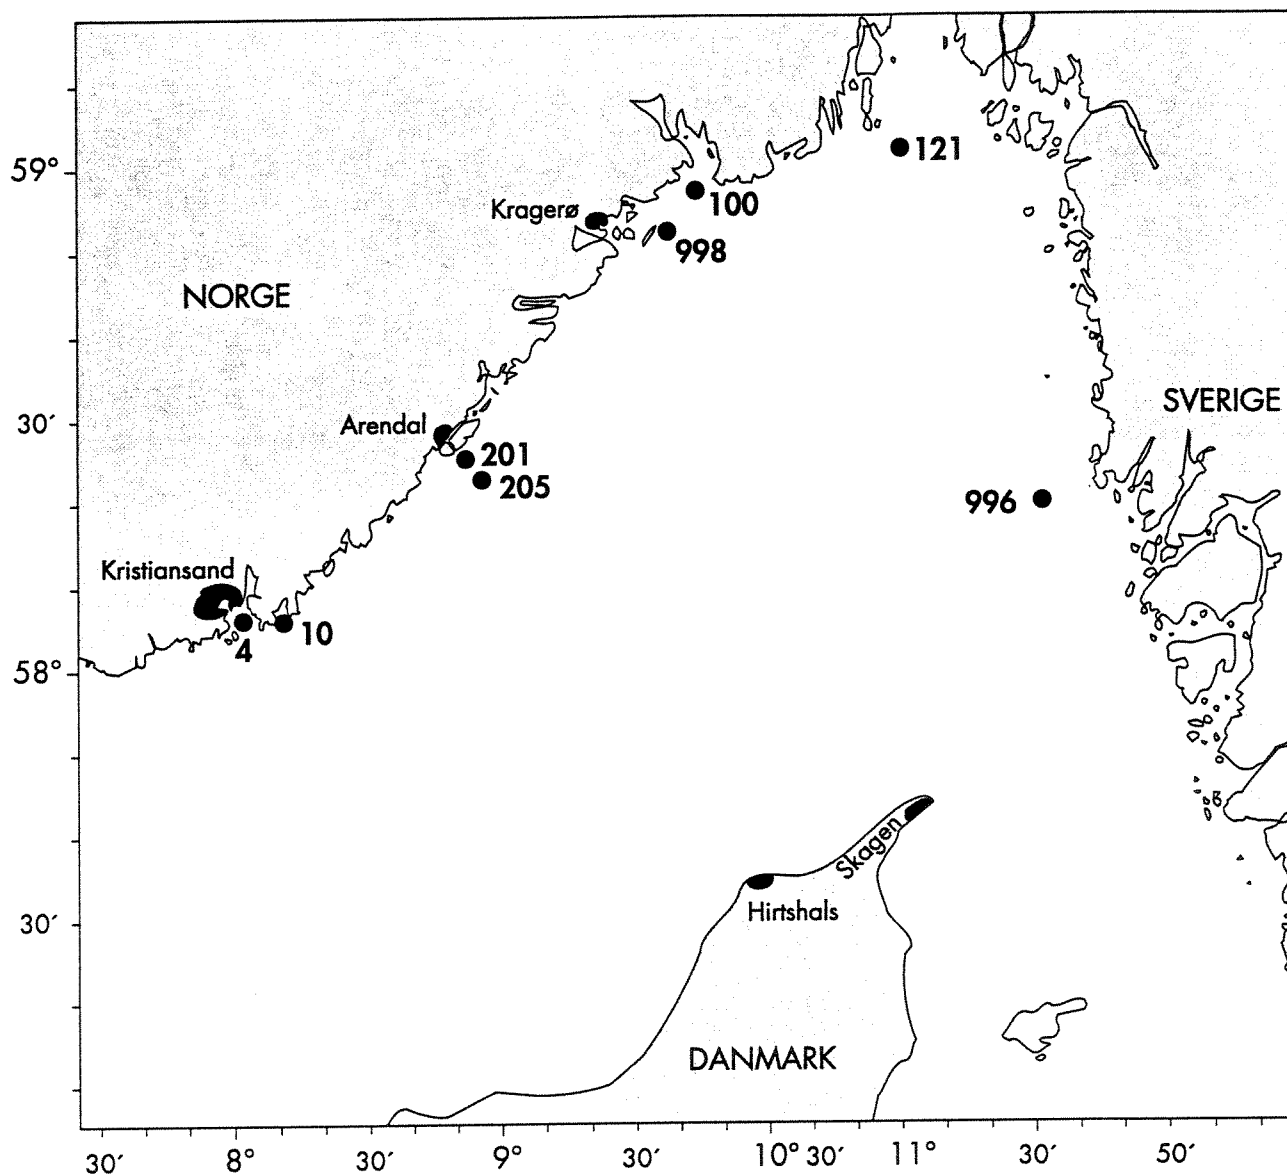 59°
121
100
Kragerø
998
NORGE
SVERIGE
30′
Arendal
201
205
996
Kristiansand
10
4
58°
Skagen
Hirtshals
30′
DANMARK
30′ 8° 9° 30′ 10° 30′ 11° 30′ 50′